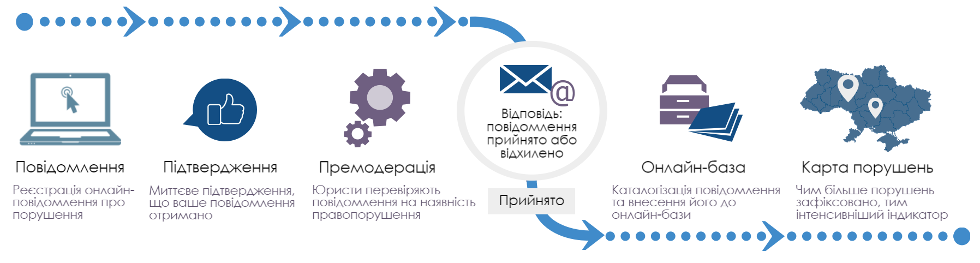 Повідомлення
Реєстрація онлайн-
повідомлення про
порушення
Підтвердження
Миттєве підтвердження,
що ваше повідомлення
отримано
Премодерація
Юристи перевіряють
повідомлення на наявність
правопорушення
@
Відповідь:
повідомлення
прийнято або
відхилено
Прийнято
Онлайн-база
Каталогізація повідомлення
та внесення його до
онлайн-бази
Карта порушень
Чим більше порушень
зафіксовано, тим
інтенсивніший індикатор